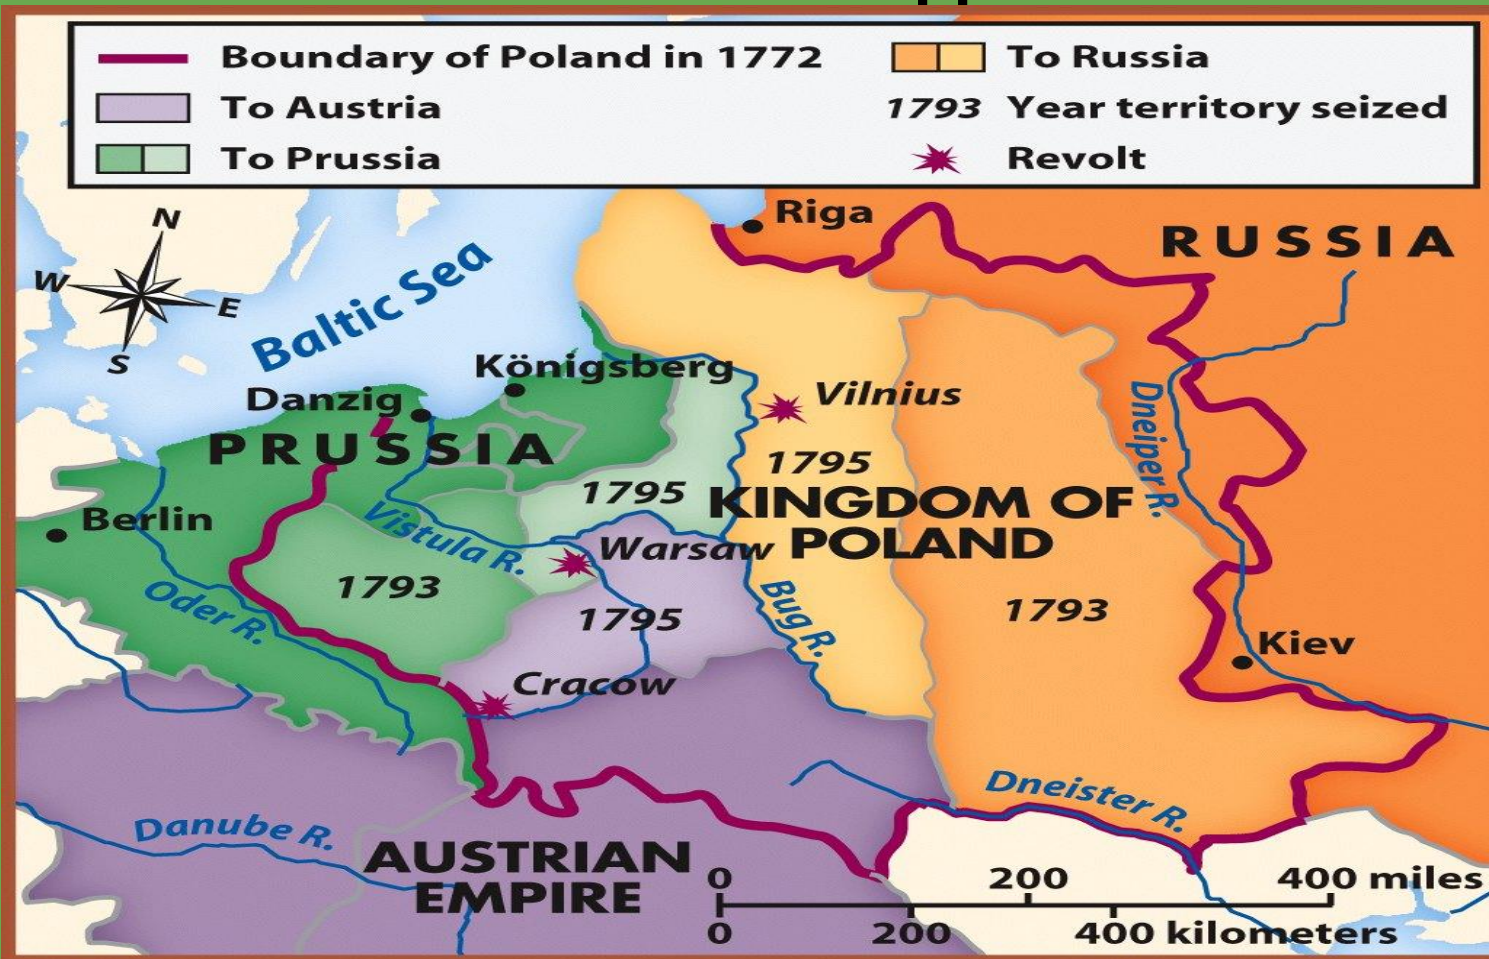 Boundary of Poland in 1772
To Austria
To Prussia
To Russia
1793 Year territory seized
Revolt
N
W
E
S
Baltic Sea
Riga
RUSSIA
Königsberg
Danzig
PRUSSIA
Vilnius
1795
1795
KINGDOM OF
POLAND
Dneiper R.
Berlin
Vistula R.
Warsaw
1793
Oder R.
1795
Bug R.
1793
Kiev
Cracow
Dneister R.
Danube R.
AUSTRIAN
EMPIRE
0 200 400 miles
0 200 400 kilometers